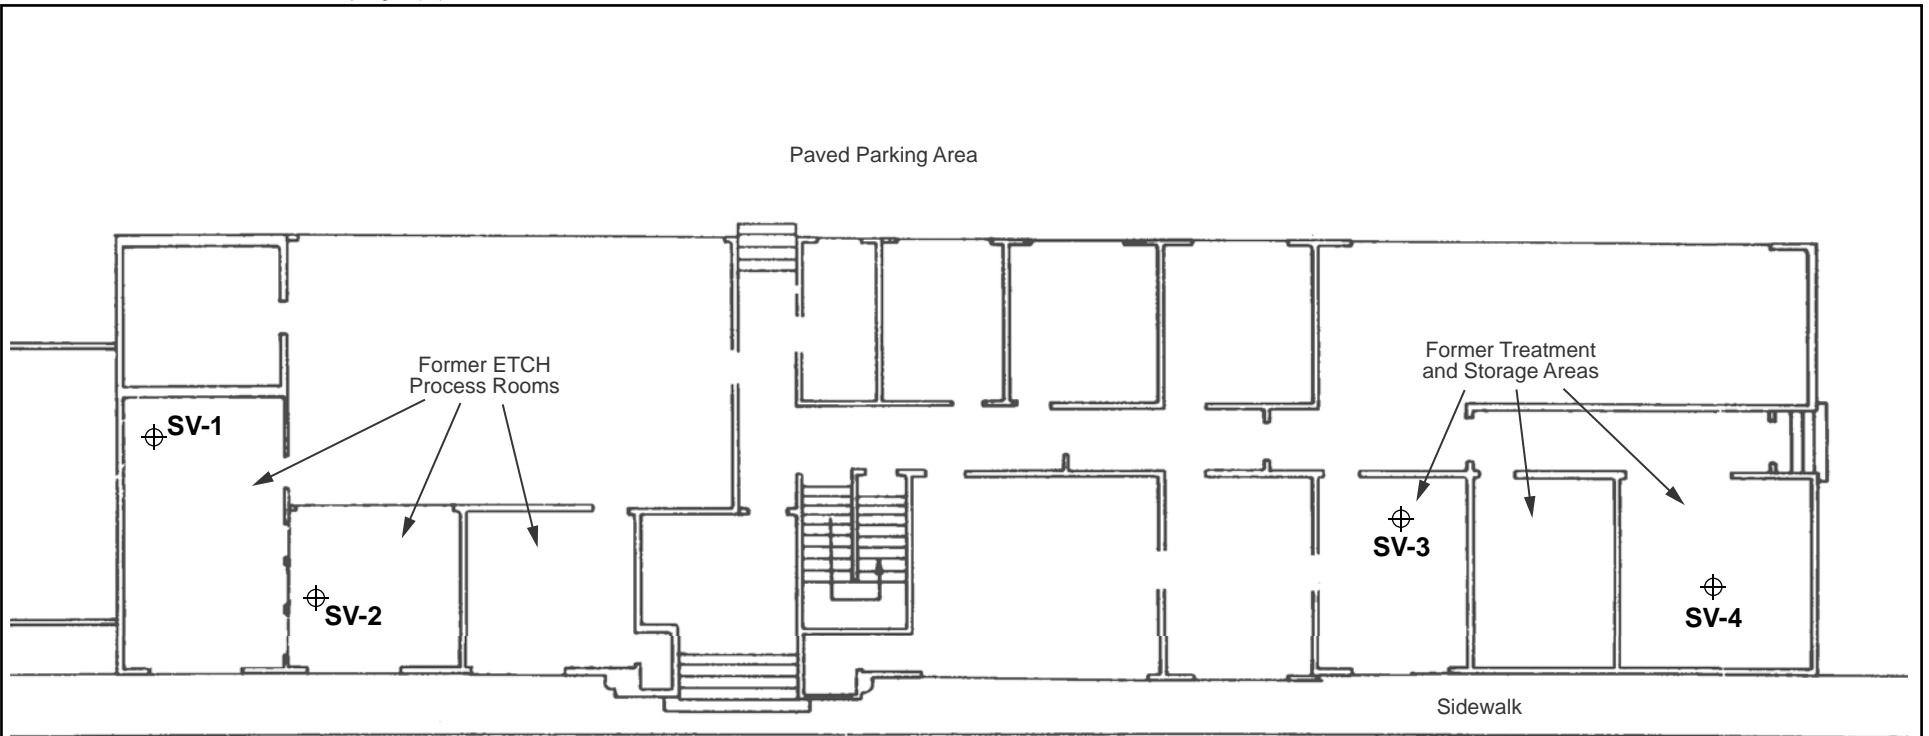 Paved Parking Area
Former ETCH
Process Rooms
Former Treatment
and Storage Areas
SV-1
SV-2
SV-3
SV-4
Sidewalk